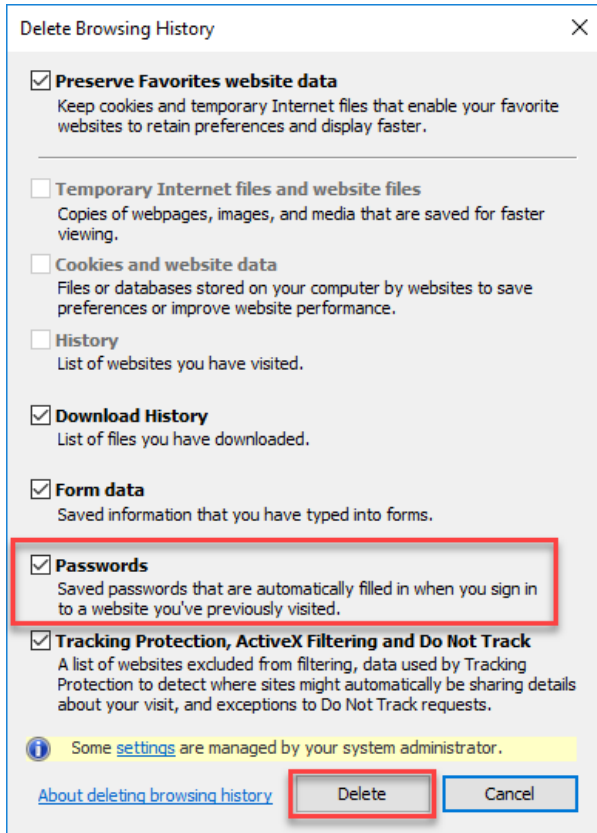 Delete Browsing History
Preserve Favorites website data
Keep cookies and temporary Internet files that enable your favorite
websites to retain preferences and display faster.
Temporary Internet files and website files
Copies of webpages, images, and media that are saved for faster
viewing.
Cookies and website data
Files or databases stored on your computer by websites to save
preferences or improve website performance.
History
List of websites you have visited.
Download History
List of files you have downloaded.
Form data
Saved information that you have typed into forms.
Passwords
Saved passwords that are automatically filled in when you sign in
to a website you've previously visited.
Tracking Protection, ActiveX Filtering and Do Not Track
A list of websites excluded from filtering, data used by Tracking
Protection to detect where sites might automatically be sharing details
about your visit, and exceptions to Do Not Track requests.
Some settings are managed by your system administrator.
About deleting browsing history Delete Cancel